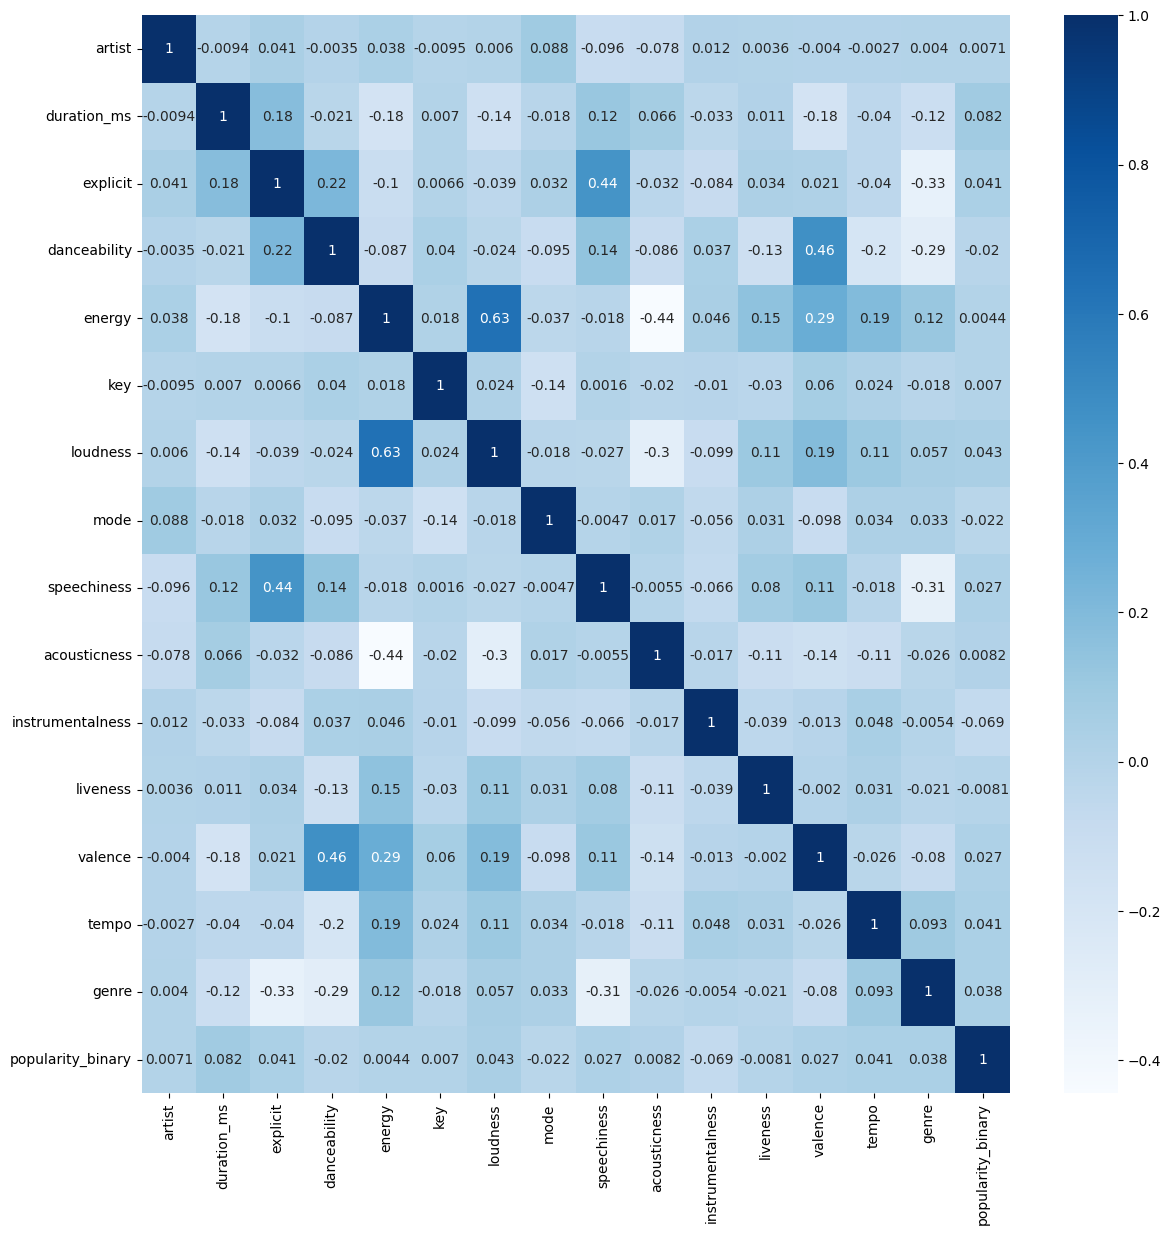 artist 1 -0.0094 0.041 -0.0035 0.038 -0.0095 0.006 0.088 -0.096 -0.078 0.012 0.0036 -0.004 -0.0027 0.004 0.0071
duration_ms -0.0094 1 0.18 -0.021 -0.18 0.007 -0.14 -0.018 0.12 0.066 -0.033 0.011 -0.18 -0.04 -0.12 0.082
explicit 0.041 0.18 1 0.22 -0.1 0.0066 -0.039 0.032 0.44 -0.032 -0.084 0.034 0.021 -0.04 -0.33 0.041
danceability -0.0035 -0.021 0.22 1 -0.087 0.04 -0.024 -0.095 0.14 -0.086 0.037 -0.13 0.46 -0.2 -0.29 -0.02
energy 0.038 -0.18 -0.1 -0.087 1 0.018 0.63 -0.037 -0.018 -0.44 0.046 0.15 0.29 0.19 0.12 0.0044
key -0.0095 0.007 0.0066 0.04 0.018 1 0.024 -0.14 0.0016 -0.02 -0.01 -0.03 0.06 0.024 -0.018 0.007
loudness 0.006 -0.14 -0.039 -0.024 0.63 0.024 1 -0.018 -0.027 -0.3 -0.099 0.11 0.19 0.11 0.057 0.043
mode 0.088 -0.018 0.032 -0.095 -0.037 -0.14 -0.018 1 -0.0047 0.017 -0.056 0.031 -0.098 0.034 0.033 -0.022
speechiness -0.096 0.12 0.44 0.14 -0.018 0.0016 -0.027 -0.0047 1 -0.0055 -0.066 0.08 0.11 -0.018 -0.31 0.027
acousticness -0.078 0.066 -0.032 -0.086 -0.44 -0.02 -0.3 0.017 -0.0055 1 -0.017 -0.11 -0.14 -0.11 -0.026 0.0082
instrumentalness 0.012 -0.033 -0.084 0.037 0.046 -0.01 -0.099 -0.056 -0.066 -0.017 1 -0.039 -0.013 0.048 -0.0054 -0.069
liveness 0.0036 0.011 0.034 -0.13 0.15 -0.03 0.11 0.031 0.08 -0.11 -0.039 1 -0.002 0.031 -0.021 -0.0081
valence -0.004 -0.18 0.021 0.46 0.29 0.06 0.19 -0.098 0.11 -0.14 -0.013 -0.002 1 -0.026 -0.08 0.027
tempo -0.0027 -0.04 -0.04 -0.2 0.19 0.024 0.11 0.034 -0.018 -0.11 0.048 0.031 -0.026 1 0.093 0.041
genre 0.004 -0.12 -0.33 -0.29 0.12 -0.018 0.057 0.033 -0.31 -0.026 -0.0054 -0.021 -0.08 0.093 1 0.038
popularity_binary 0.0071 0.082 0.041 -0.02 0.0044 0.007 0.043 -0.022 0.027 0.0082 -0.069 -0.0081 0.027 0.041 0.038 1
artist
duration_ms
explicit
danceability
energy
key
loudness
mode
speechiness
acousticness
instrumentalness
liveness
valence
tempo
genre
popularity_binary
1.0
0.8
0.6
0.4
0.2
0.0
−0.2
−0.4